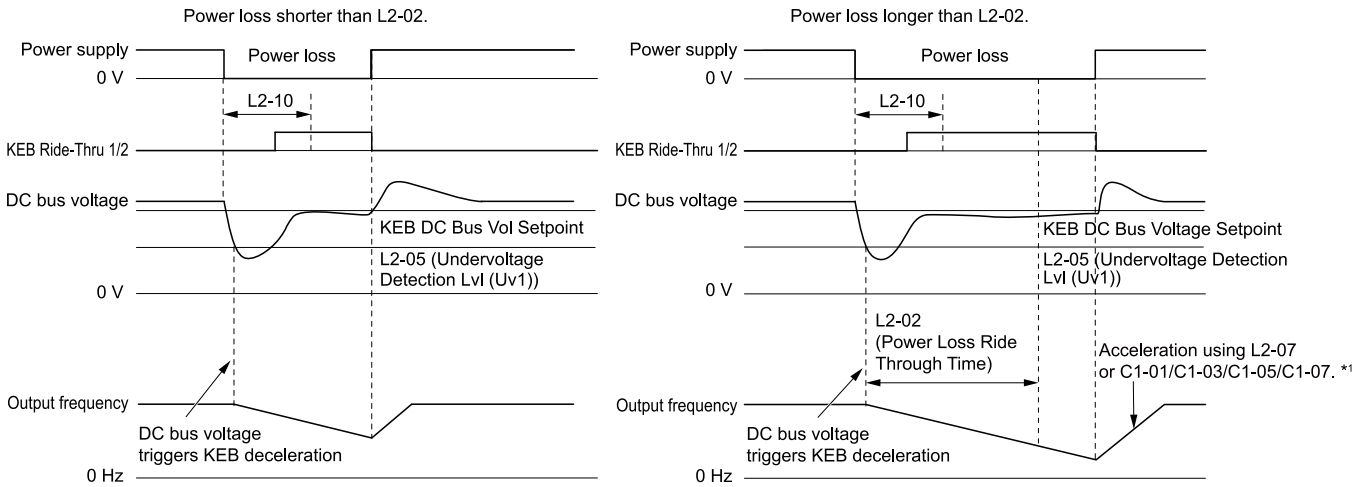 Power loss shorter than L2-02.
Power supply
0 V
Power loss
L2-10
KEB Ride-Thru 1/2
DC bus voltage
KEB DC Bus Vol Setpoint
L2-05 (Undervoltage
Detection Lvl (Uv1))
0 V
Output frequency
DC bus voltage
triggers KEB deceleration
0 Hz
Power loss longer than L2-02.
Power supply
0 V
Power loss
L2-10
KEB Ride-Thru 1/2
DC bus voltage
KEB DC Bus Voltage Setpoint
L2-05 (Undervoltage Detection
Lvl (Uv1))
0 V
L2-02
(Power Loss Ride
Through Time)
Acceleration using L2-07
or C1-01/C1-03/C1-05/C1-07. *1
Output frequency
DC bus voltage
triggers KEB deceleration
0 Hz